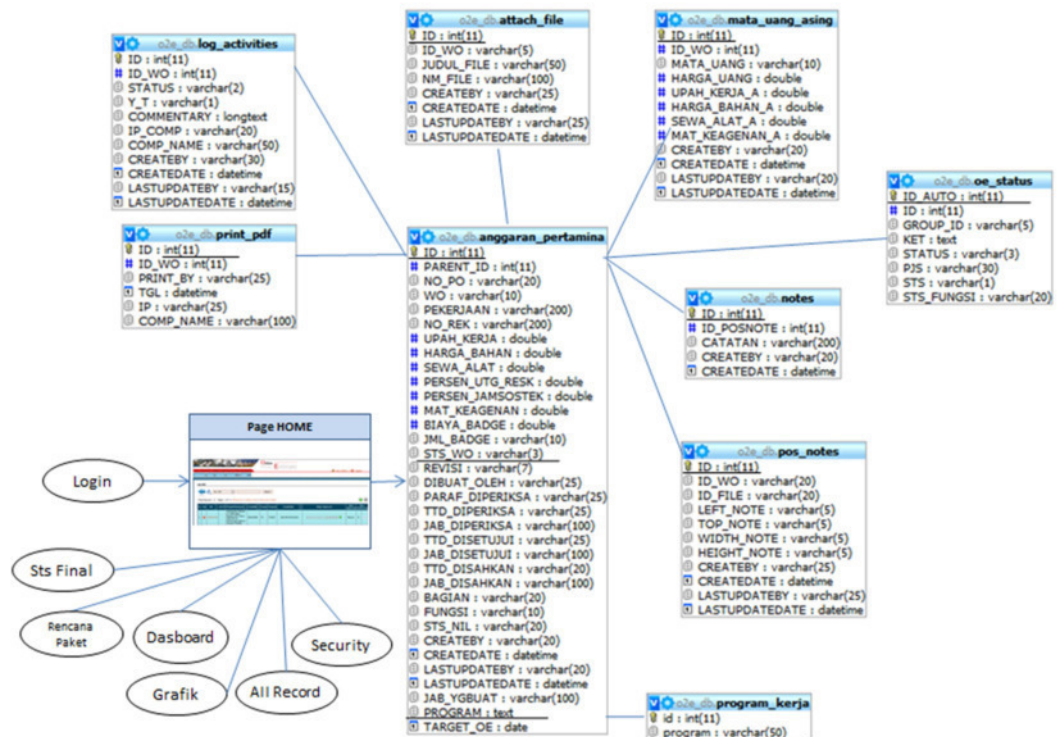 o2e_db.log_activities
ID : int(11)
ID_WO : int(11)
STATUS : varchar(2)
Y_T : varchar(1)
COMMENTARY : longtext
IP_COMP : varchar(20)
COMP_NAME : varchar(50)
CREATEBY : varchar(30)
CREATEDATE : datetime
LASTUPDATEBY : varchar(15)
LASTUPDATEDATE : datetime
o2e_db.attach_file
ID : int(11)
ID_WO : varchar(5)
JUDUL_FILE : varchar(50)
NM_FILE : varchar(100)
CREATEBY : varchar(25)
CREATEDATE : datetime
LASTUPDATEBY : varchar(25)
LASTUPDATEDATE : datetime
o2e_db.mata_uang_asing
ID : int(11)
ID_WO : int(11)
MATA_UANG : varchar(10)
HARGA_UANG : double
UPAH_KERJA_A : double
HARGA_BAHAN_A : double
SEWA_ALAT_A : double
MAT_KEAGENAN_A : double
CREATEBY : varchar(20)
CREATEDATE : datetime
LASTUPDATEBY : varchar(20)
LASTUPDATEDATE : datetime
o2e_db.oe_status
ID_AUTO : int(11)
ID : int(11)
GROUP_ID : varchar(5)
KET : text
STATUS : varchar(3)
PJS : varchar(30)
STS : varchar(1)
STS_FUNGSI : varchar(20)
o2e_db.print_pdf
ID : int(11)
ID_WO : int(11)
PRINT_BY : varchar(25)
TGL : datetime
IP : varchar(25)
COMP_NAME : varchar(100)
o2e_db.anggaran_pertamina
ID : int(11)
PARENT_ID : int(11)
NO_PO : varchar(20)
WO : varchar(10)
PEKERJAAN : varchar(200)
NO_REK : varchar(200)
UPAH_KERJA : double
HARGA_BAHAN : double
SEWA_ALAT : double
PERSEN_UTG_RESK : double
PERSEN_JAMSOSTEK : double
MAT_KEAGENAN : double
BIAYA_BADGE : double
JML_BADGE : varchar(10)
STS_WO : varchar(3)
REVISI : varchar(7)
DIBUAT_OLEH : varchar(25)
PARAF_DIPERIKSA : varchar(25)
TTD_DIPERIKSA : varchar(25)
JAB_DIPERIKSA : varchar(100)
TTD_DISETUJUI : varchar(25)
JAB_DISETUJUI : varchar(100)
TTD_DISAHKAN : varchar(20)
JAB_DISAHKAN : varchar(100)
BAGIAN : varchar(20)
FUNGSI : varchar(10)
STS_NIL : varchar(20)
CREATEBY : varchar(20)
CREATEDATE : datetime
LASTUPDATEBY : varchar(20)
LASTUPDATEDATE : datetime
JAB_YGBUAT : varchar(100)
PROGRAM : text
TARGET_OE : date
o2e_db.notes
ID : int(11)
ID_POSNOTE : int(11)
CATATAN : varchar(200)
CREATEBY : varchar(20)
CREATEDATE : datetime
o2e_db.pos_notes
ID : int(11)
ID_WO : varchar(20)
ID_FILE : varchar(20)
LEFT_NOTE : varchar(5)
TOP_NOTE : varchar(5)
WIDTH_NOTE : varchar(5)
HEIGHT_NOTE : varchar(5)
CREATEBY : varchar(25)
CREATEDATE : datetime
LASTUPDATEBY : varchar(25)
LASTUPDATEDATE : datetime
Page HOME
Login
Sts Final
Rencana
Paket
Dasboard
Grafik
All Record
Security
o2e_db.program_kerja
id : int(11)
program : varchar(50)